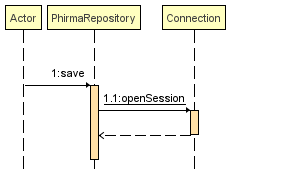 Actor
PhirmaRepository
Connection
1:save
1.1:openSession